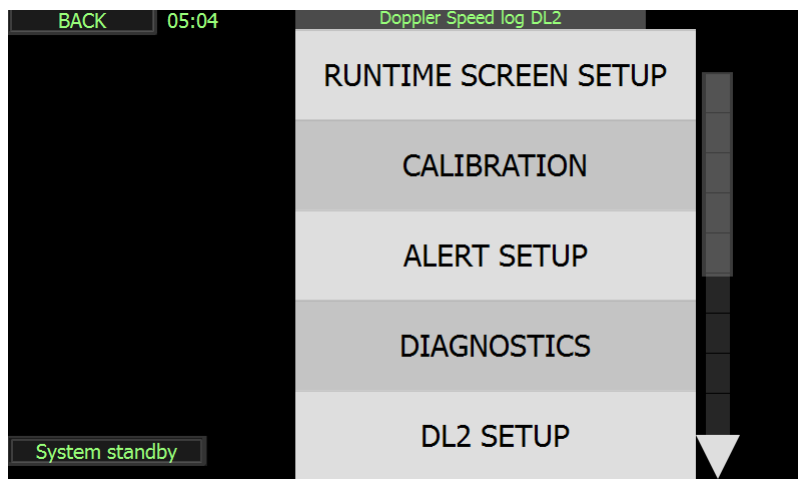 BACK
05:04
Doppler Speed log DL2
RUNTIME SCREEN SETUP
CALIBRATION
ALERT SETUP
DIAGNOSTICS
DL2 SETUP
System standby